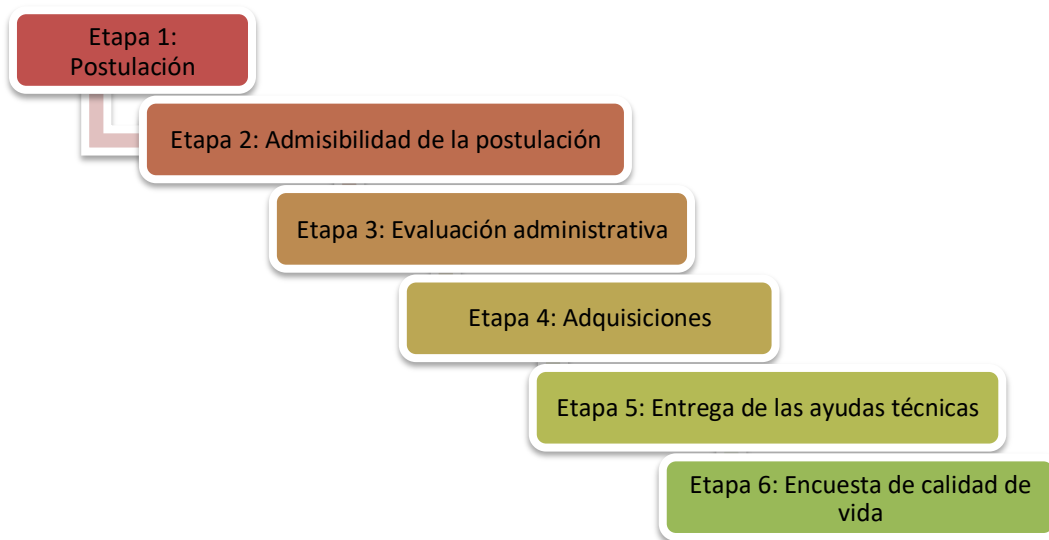 Etapa 1:
Postulación
Etapa 2: Admisibilidad de la postulación
Etapa 3: Evaluación administrativa
Etapa 4: Adquisiciones
Etapa 5: Entrega de las ayudas técnicas
Etapa 6: Encuesta de calidad de
vida